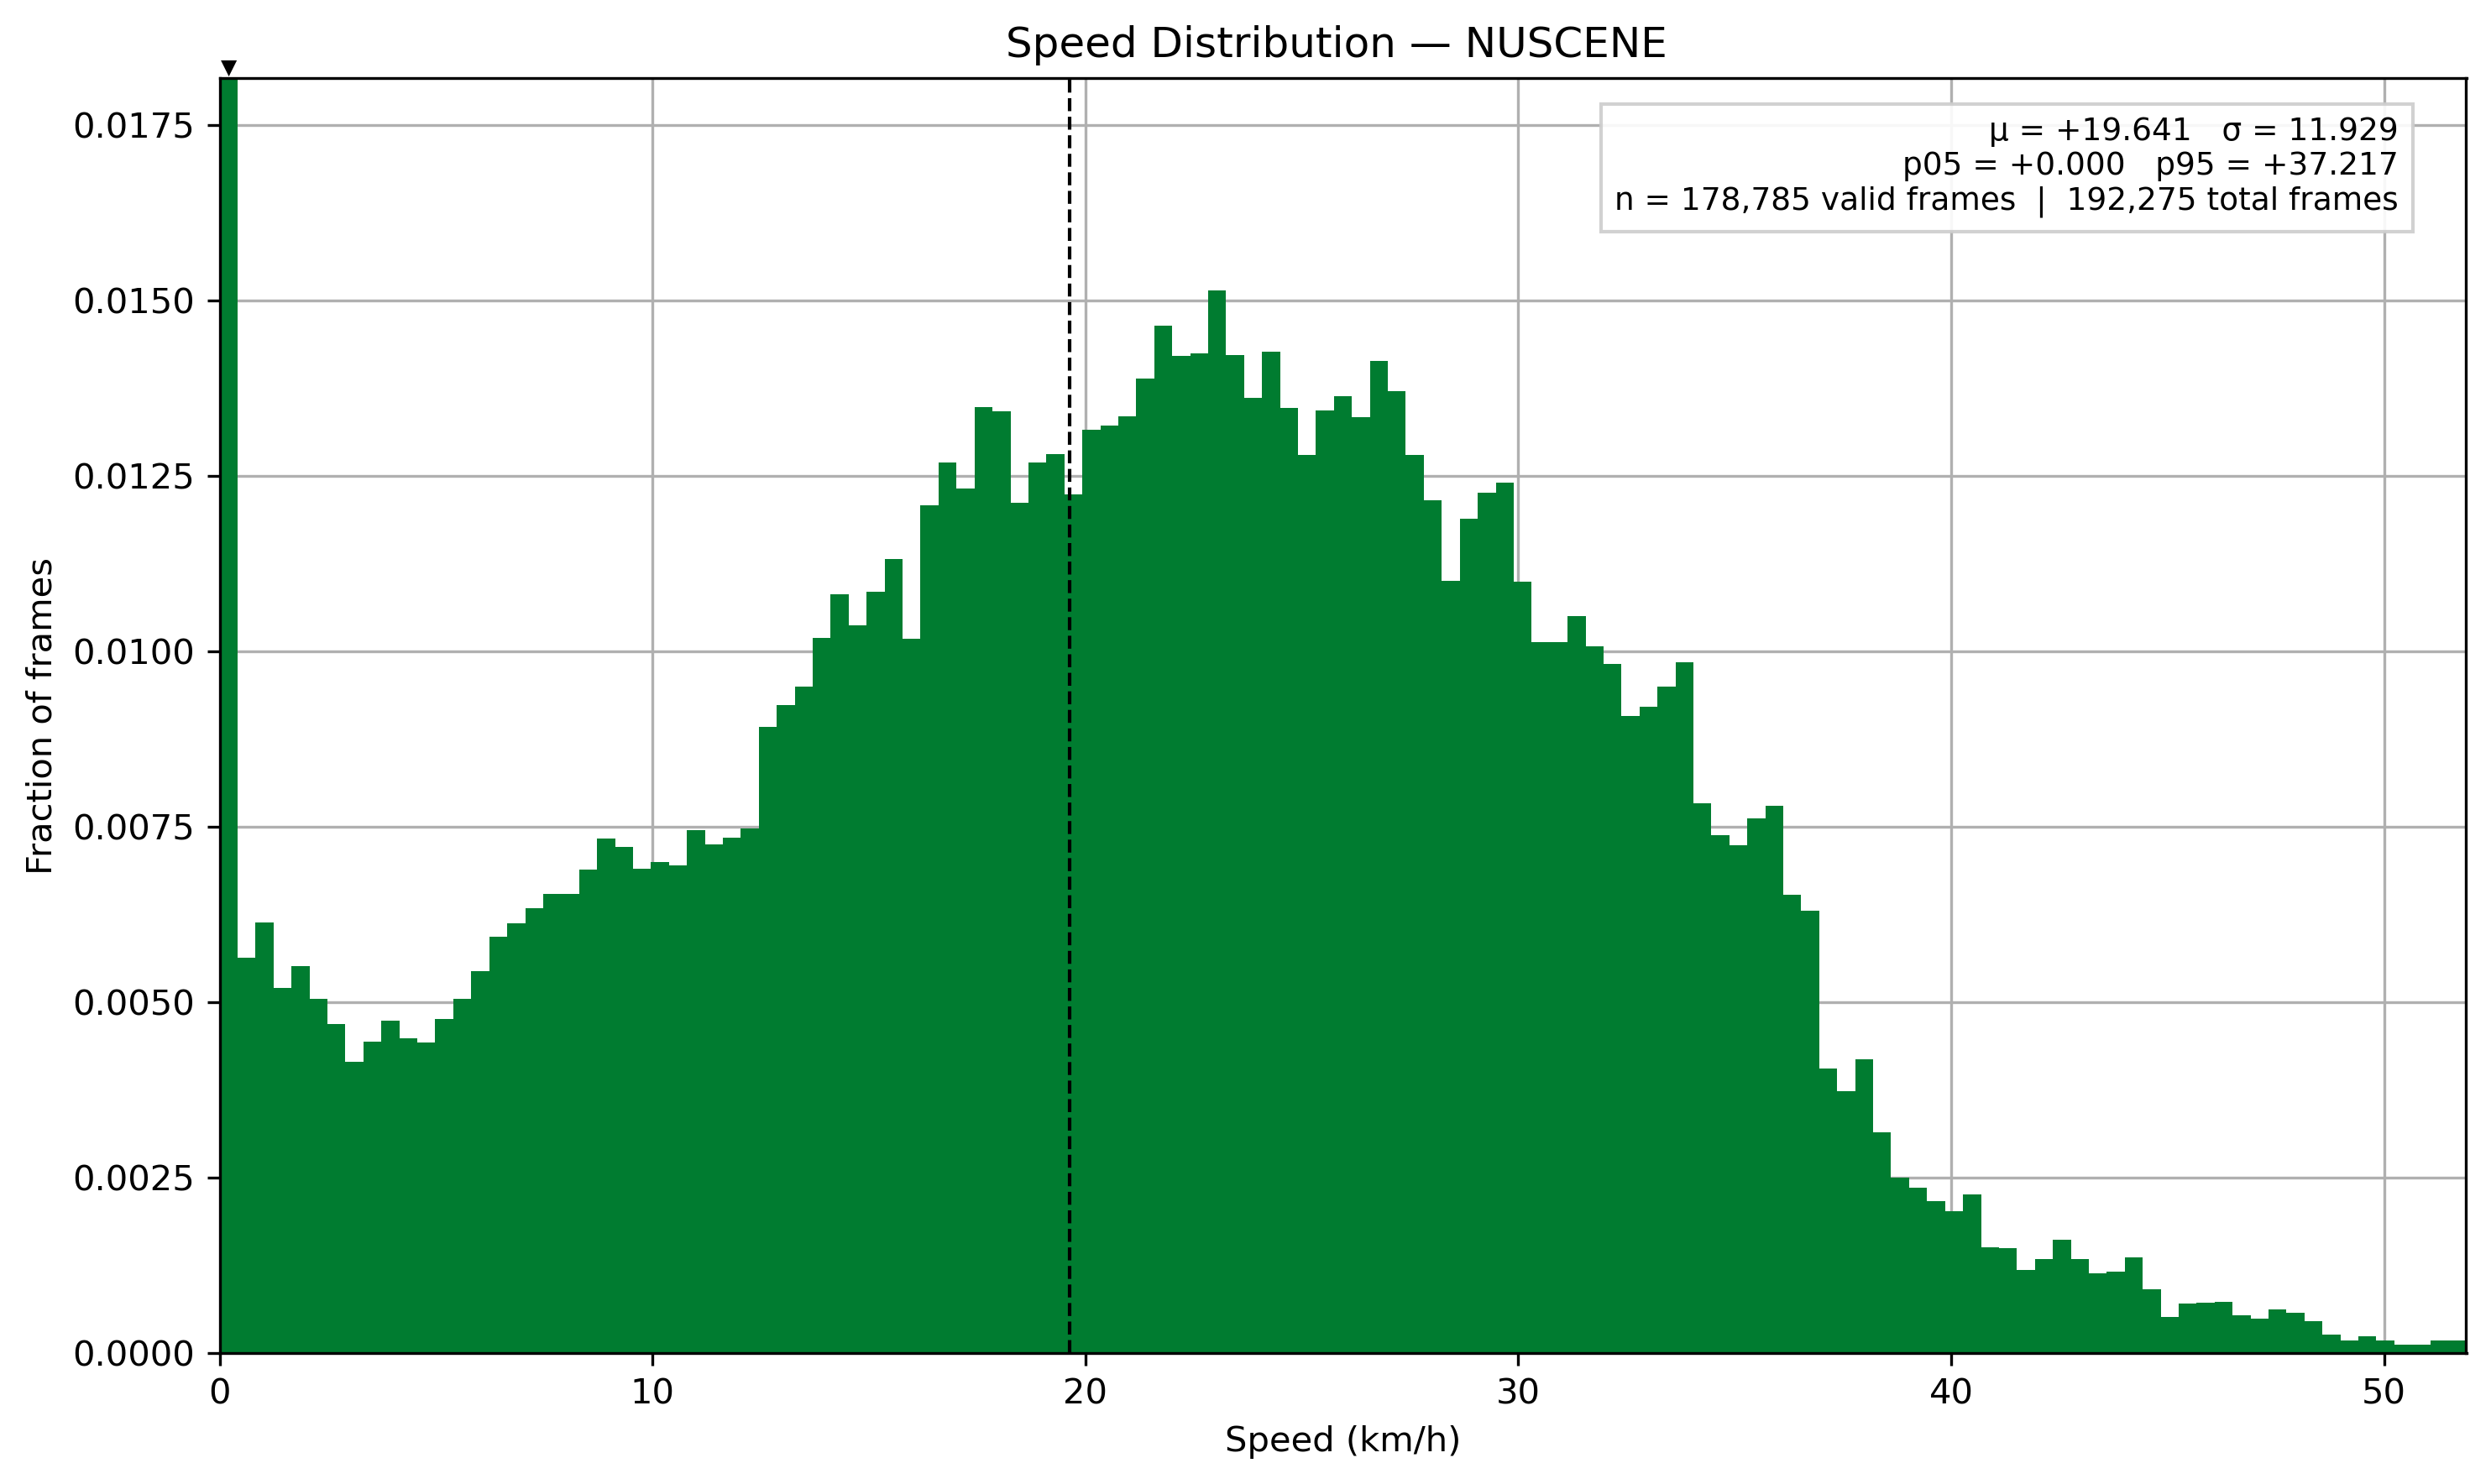 Speed Distribution — NUSCENE
μ = +19.641   σ = 11.929
p05 = +0.000   p95 = +37.217
n = 178,785 valid frames  |  192,275 total frames
Fraction of frames
0.0175
0.0150
0.0125
0.0100
0.0075
0.0050
0.0025
0.0000
0 10 20 30 40 50
Speed (km/h)